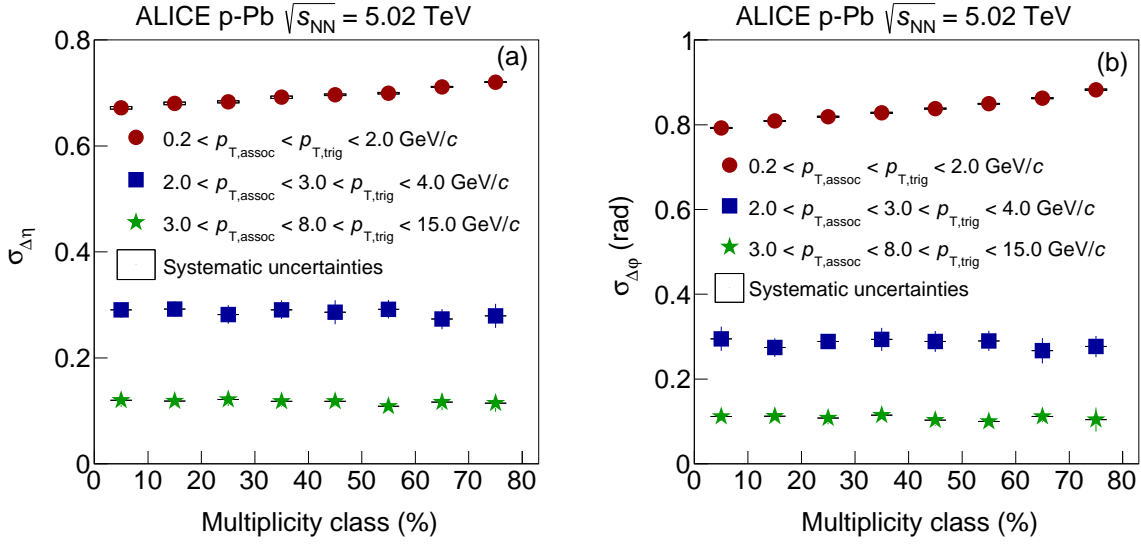 ALICE p-Pb √sNN = 5.02 TeV
(a)
0.8
0.6
0.4
0.2
0
σΔη
0.2 < pT,assoc < pT,trig < 2.0 GeV/c
2.0 < pT,assoc < 3.0 < pT,trig < 4.0 GeV/c
3.0 < pT,assoc < 8.0 < pT,trig < 15.0 GeV/c
Systematic uncertainties
0 10 20 30 40 50 60 70 80
Multiplicity class (%)
ALICE p-Pb √sNN = 5.02 TeV
(b)
1
0.8
0.6
0.4
0.2
0
σΔφ (rad)
0.2 < pT,assoc < pT,trig < 2.0 GeV/c
2.0 < pT,assoc < 3.0 < pT,trig < 4.0 GeV/c
3.0 < pT,assoc < 8.0 < pT,trig < 15.0 GeV/c
Systematic uncertainties
0 10 20 30 40 50 60 70 80
Multiplicity class (%)